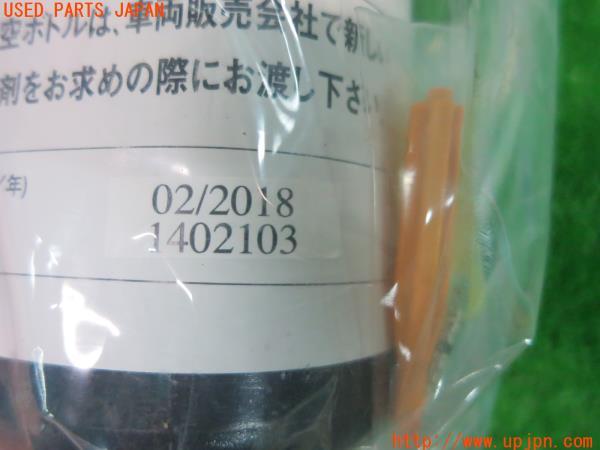 USED PARTS JAPAN
空ボトルは、車両販売会社で新しい
剤をお求めの際にお渡し下さい
/年)
02/2018
1402103
http://www.upjpn.com/